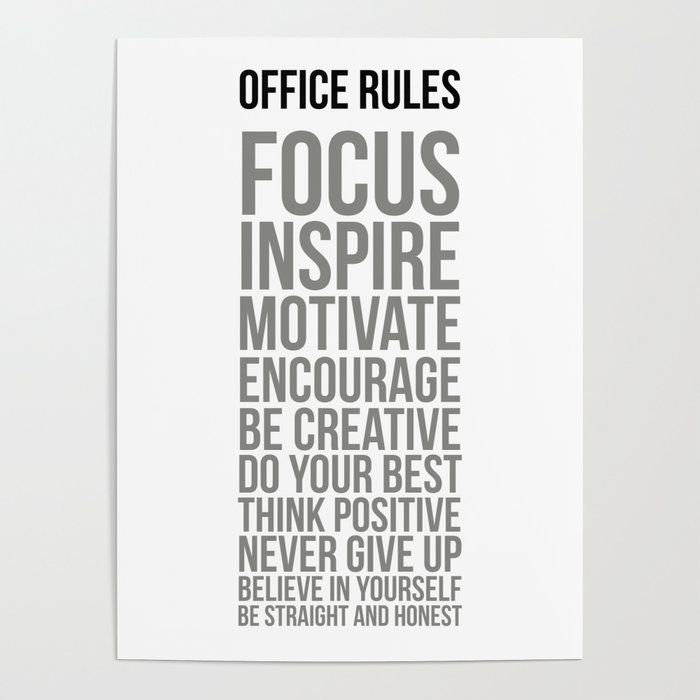 OFFICE RULES
FOCUS
INSPIRE
MOTIVATE
ENCOURAGE
BE CREATIVE
DO YOUR BEST
THINK POSITIVE
NEVER GIVE UP
BELIEVE IN YOURSELF
BE STRAIGHT AND HONEST